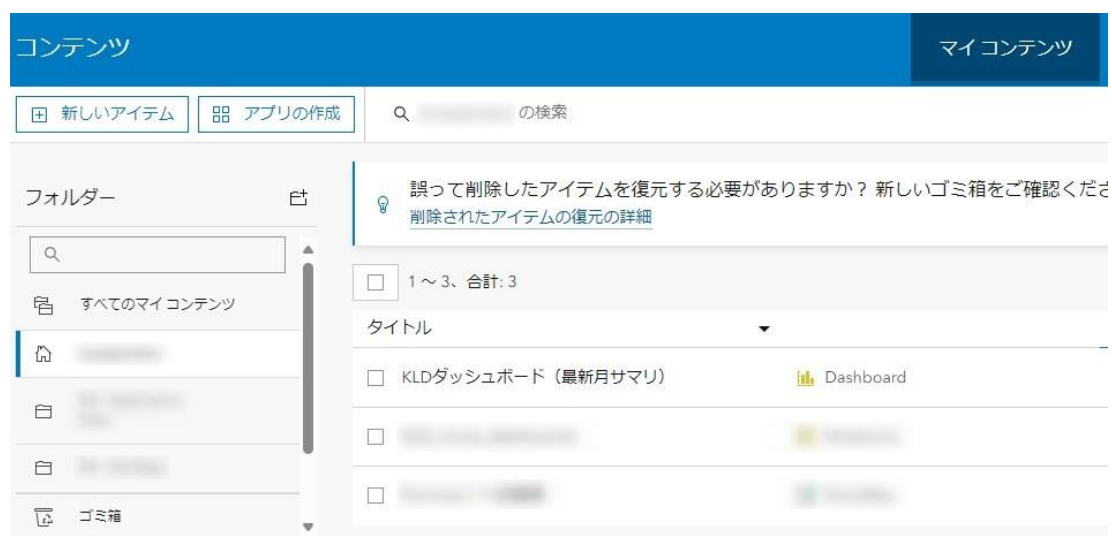 コンテンツ
マイ コンテンツ
新しいアイテム
アプリの作成
の検索
フォルダー
誤って削除したアイテムを復元する必要がありますか？新しいゴミ箱をご確認くださ
削除されたアイテムの復元の詳細
1 ～ 3、合計: 3
すべてのマイ コンテンツ
タイトル
KLDダッシュボード（最新月サマリ）
Dashboard
ゴミ箱